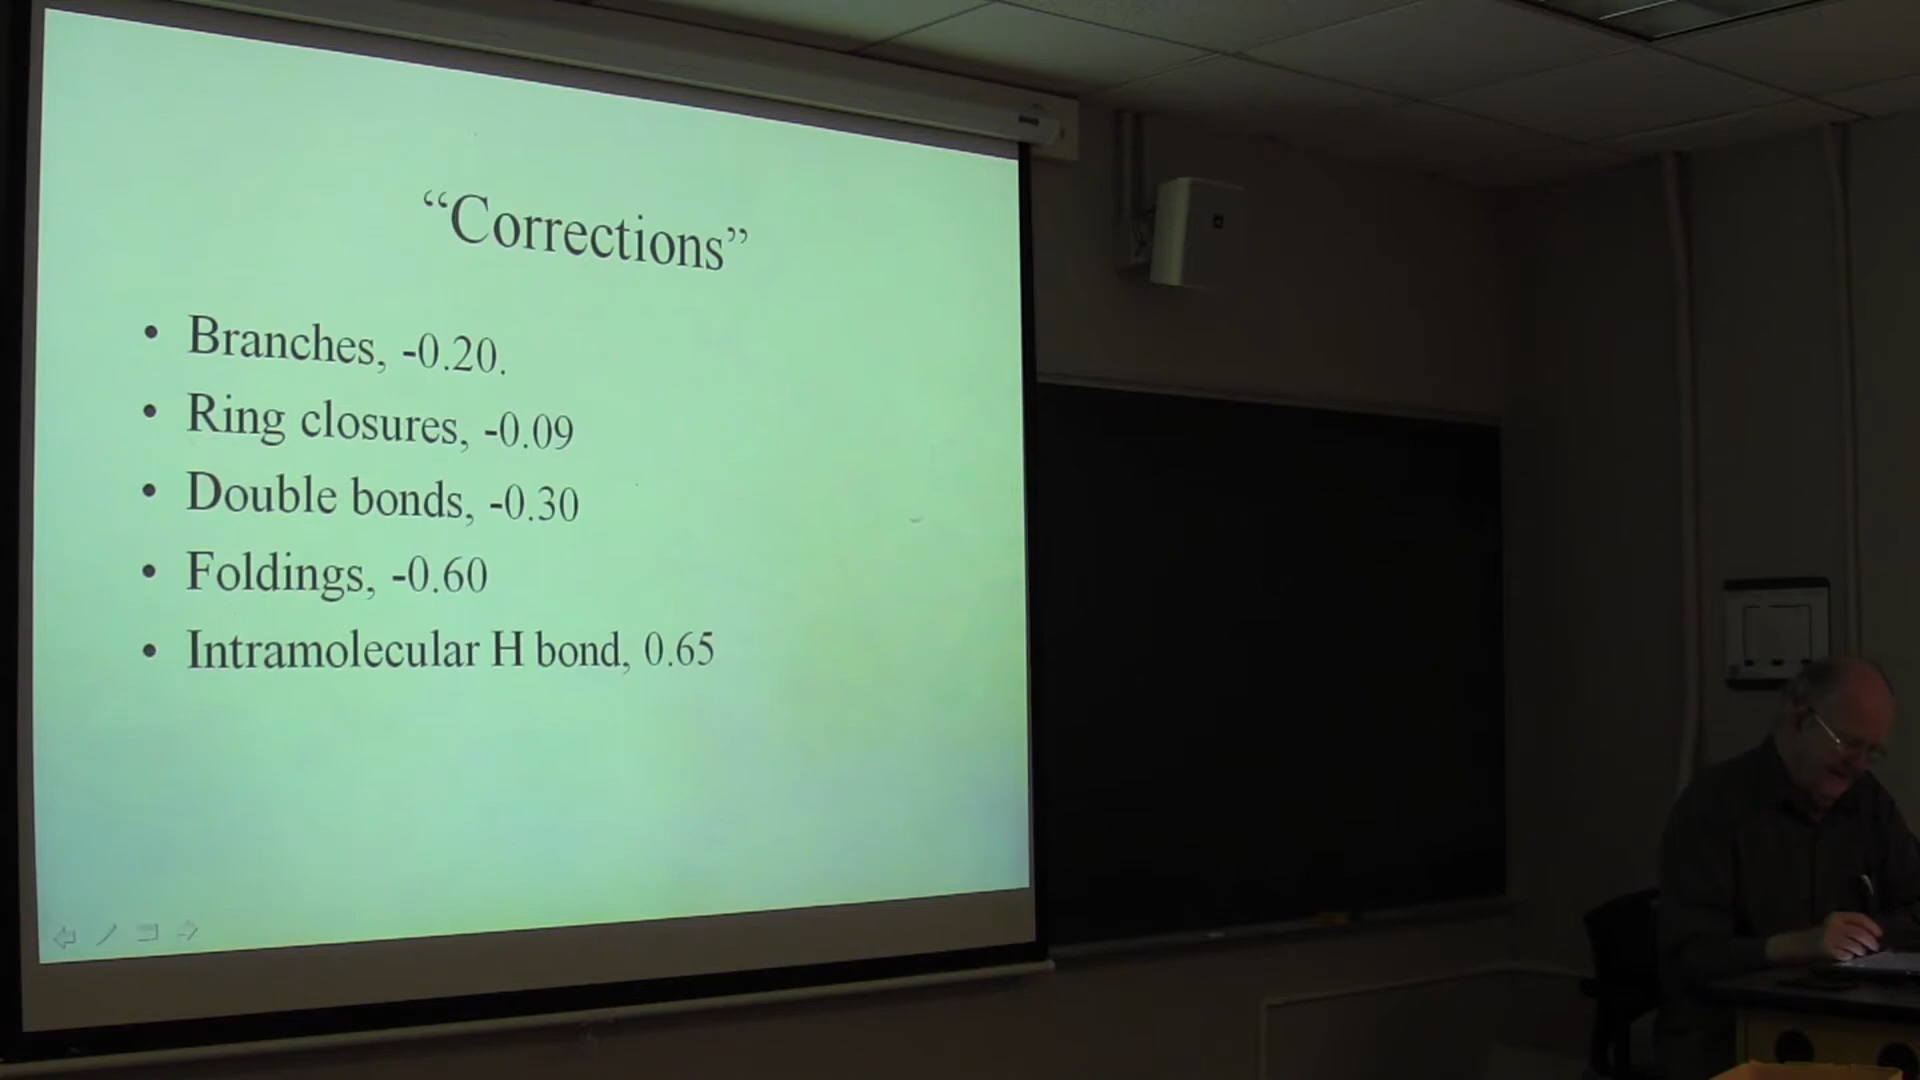 “Corrections”
• Branches, -0.20.
• Ring closures, -0.09
• Double bonds, -0.30
• Foldings, -0.60
• Intramolecular H bond, 0.65